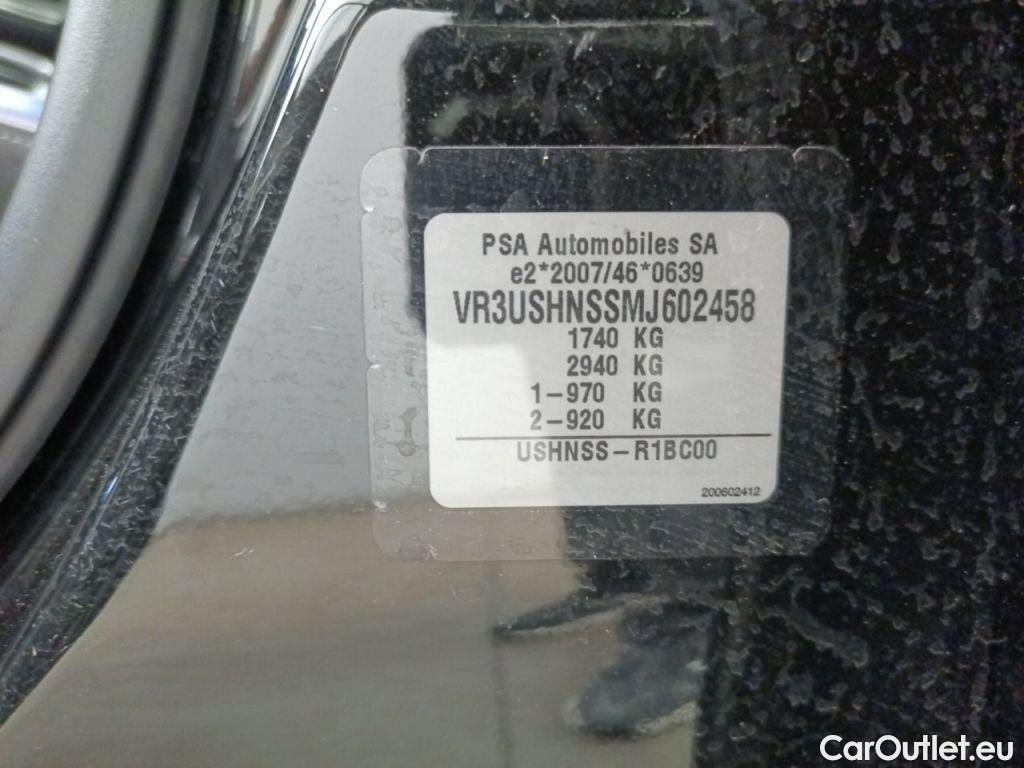 PSA Automobiles SA
e2*2007/46*0639
VR3USHNSSMJ602458
1740 KG
2940 KG
1-970 KG
2-920 KG
USHNSS-R1BC00
200602412
CarOutlet.eu